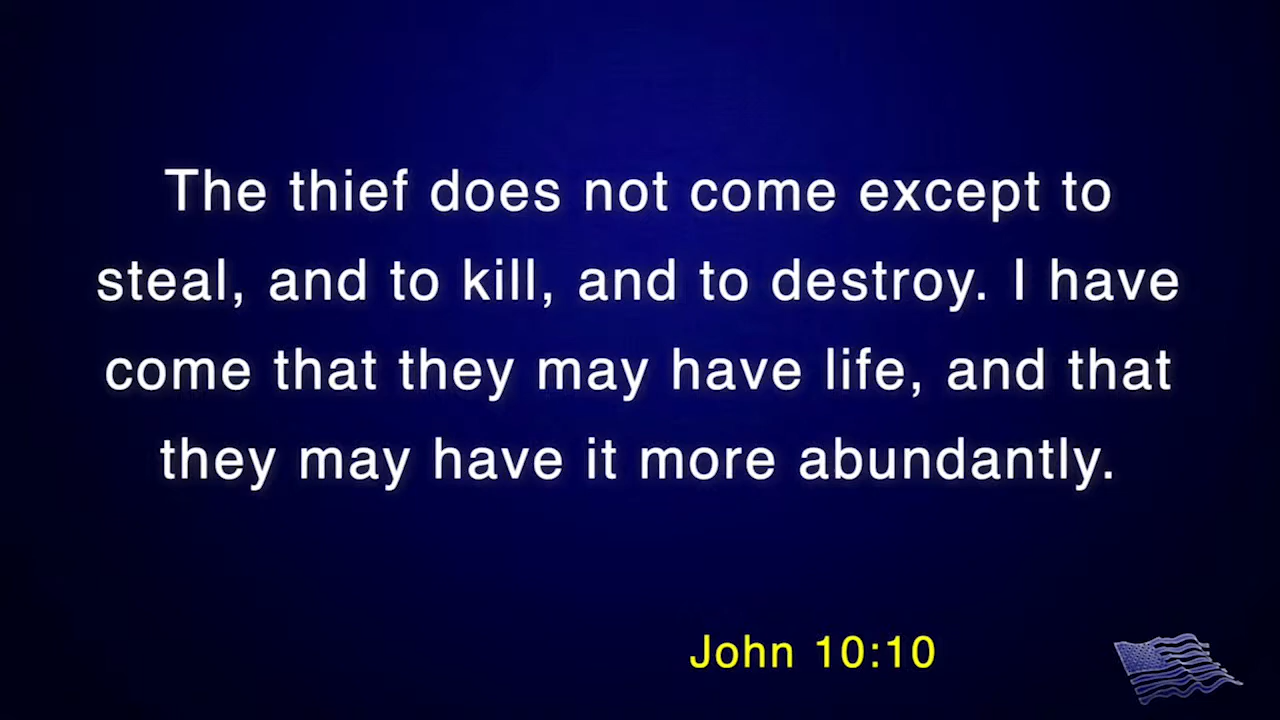 The thief does not come except to
steal, and to kill, and to destroy. I have
come that they may have life, and that
they may have it more abundantly.
John 10:10